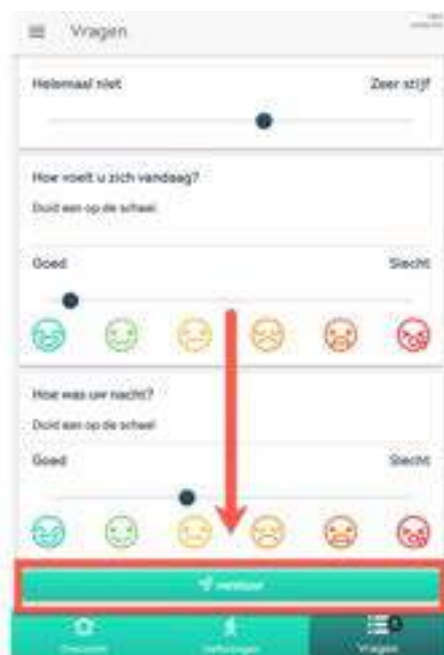 Vragen
Helemaal niet
Zeer stijf
Hoe voelt u zich vandaag?
Duid aan op de schaal
Goed
Slecht
Hoe was uw nacht?
Duid aan op de schaal
Goed
Slecht
Verstuur
Overzicht
Oefeningen
Vragen